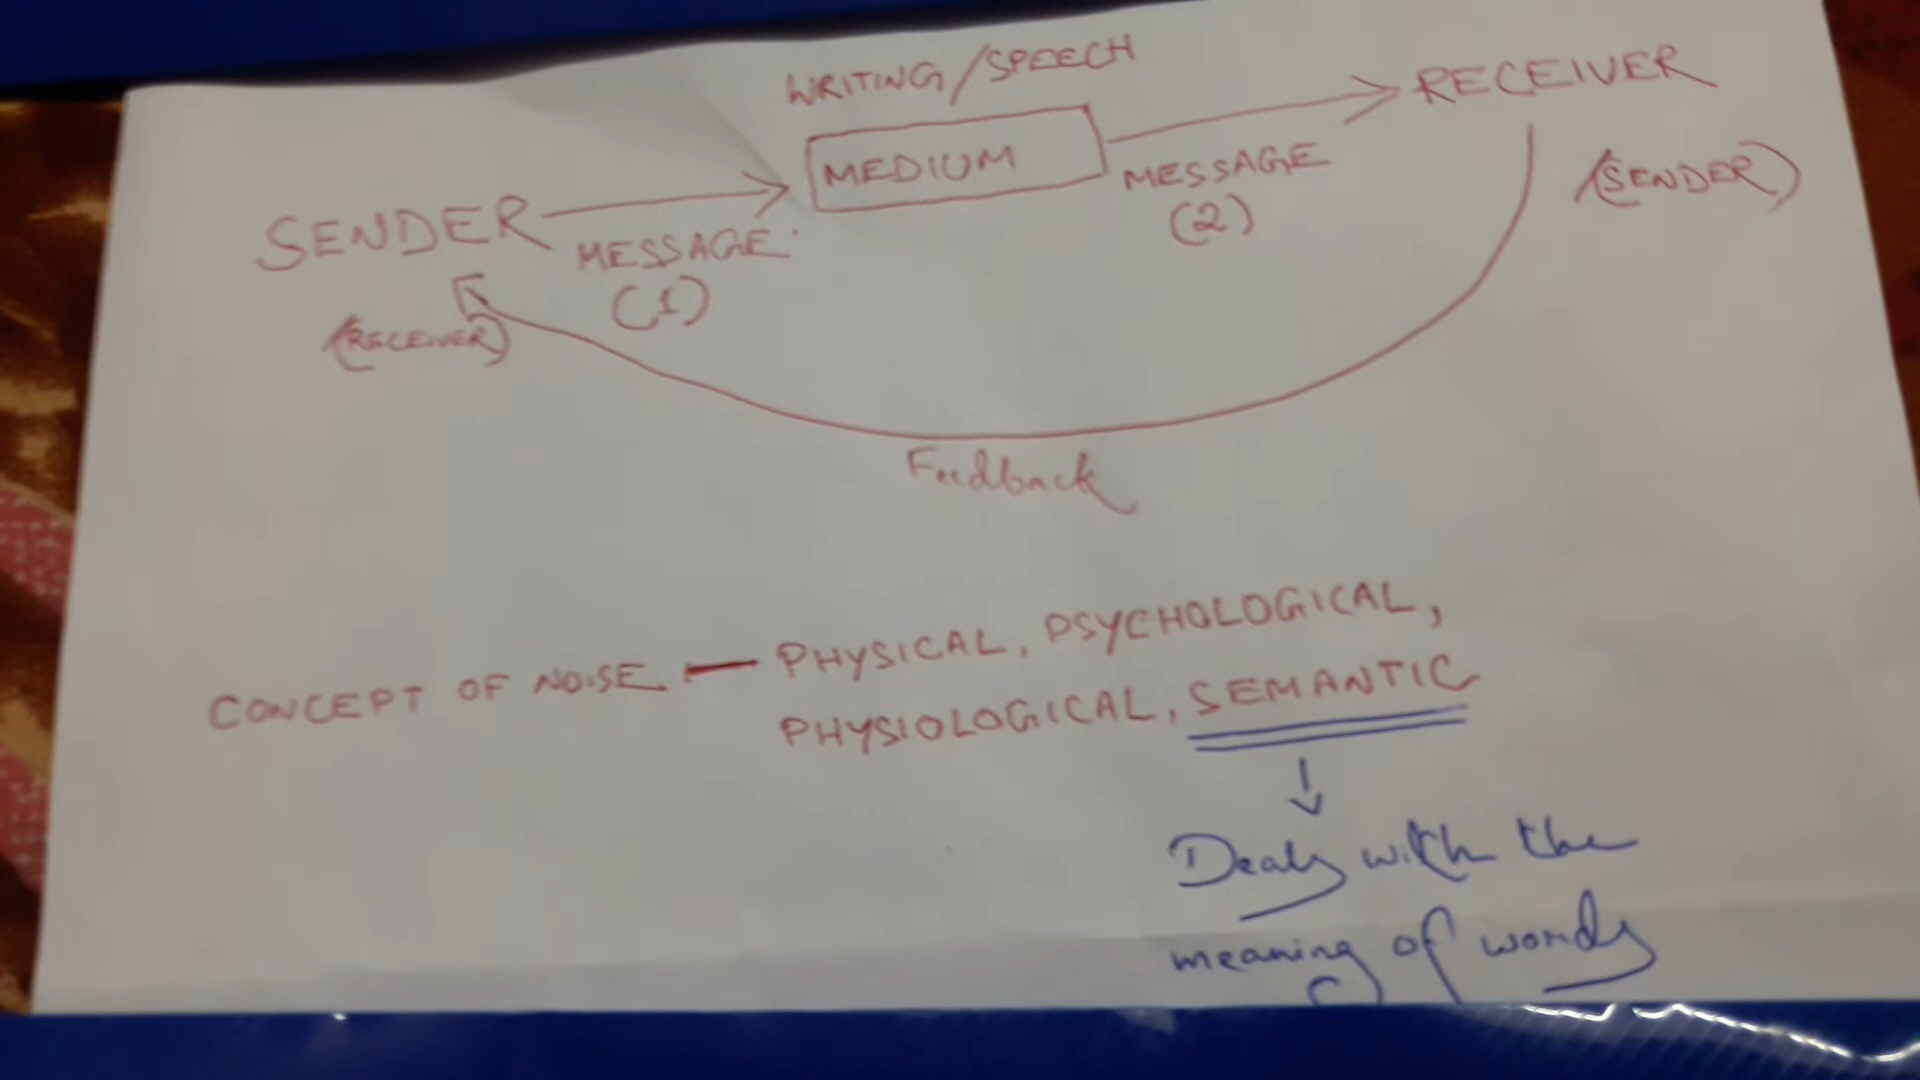 WRITING/SPEECH
MEDIUM
RECEIVER
SENDER
MESSAGE
(1)
MESSAGE
(2)
(SENDER)
(RECEIVER)
Feedback
CONCEPT OF NOISE — PHYSICAL, PSYCHOLOGICAL,
PHYSIOLOGICAL, SEMANTIC
↓
Deals with the
meaning of words